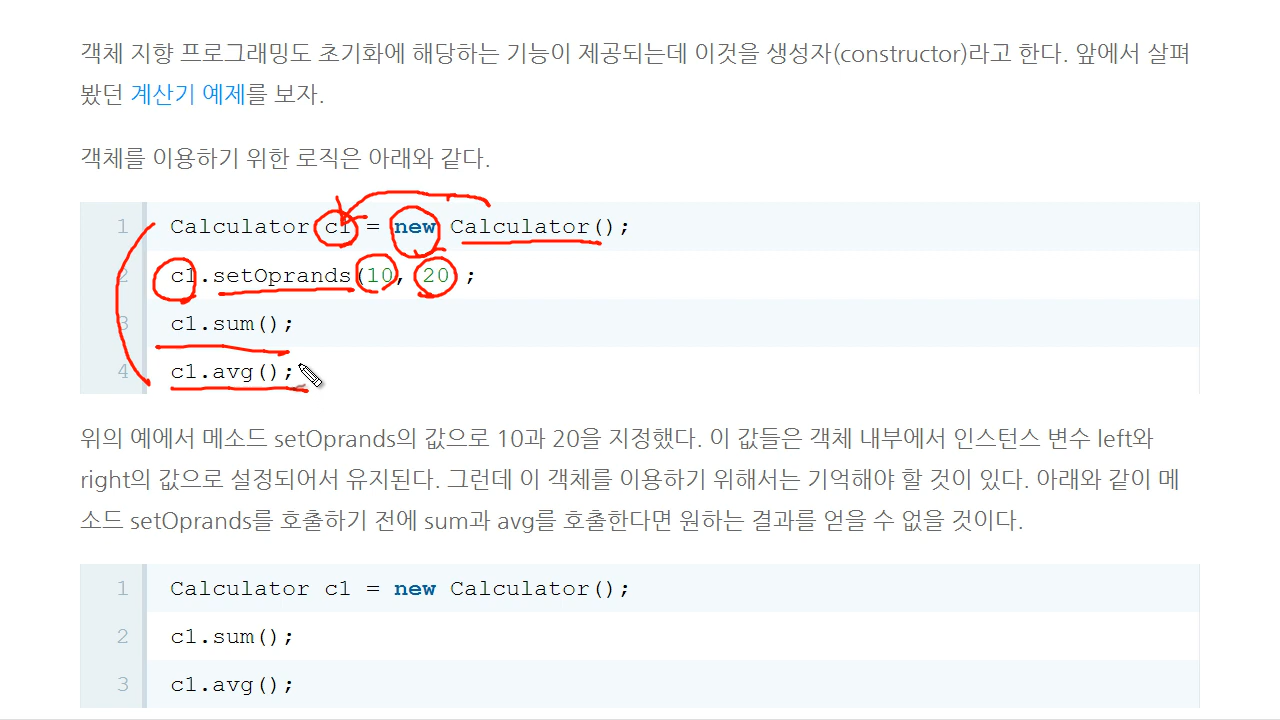 객체 지향 프로그래밍도 초기화에 해당하는 기능이 제공되는데 이것을 생성자(constructor)라고 한다. 앞에서 살펴
봤던 계산기 예제를 보자.
객체를 이용하기 위한 로직은 아래와 같다.
1 Calculator c1 = new Calculator();
2 c1.setOprands(10, 20);
3 c1.sum();
4 c1.avg();
위의 예에서 메소드 setOprands의 값으로 10과 20을 지정했다. 이 값들은 객체 내부에서 인스턴스 변수 left와
right의 값으로 설정되어서 유지된다. 그런데 이 객체를 이용하기 위해서는 기억해야 할 것이 있다. 아래와 같이 메
소드 setOprands를 호출하기 전에 sum과 avg를 호출한다면 원하는 결과를 얻을 수 없을 것이다.
1 Calculator c1 = new Calculator();
2 c1.sum();
3 c1.avg();